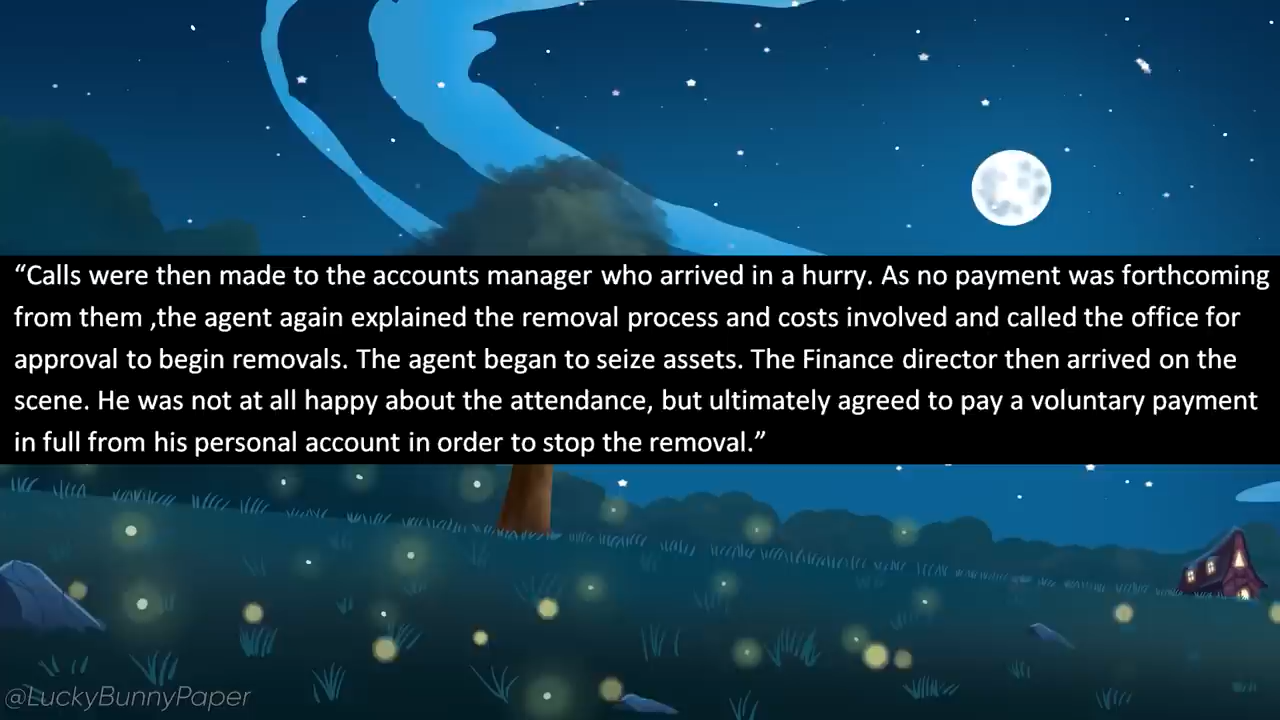 “Calls were then made to the accounts manager who arrived in a hurry. As no payment was forthcoming
from them ,the agent again explained the removal process and costs involved and called the office for
approval to begin removals. The agent began to seize assets. The Finance director then arrived on the
scene. He was not at all happy about the attendance, but ultimately agreed to pay a voluntary payment
in full from his personal account in order to stop the removal.”
@LuckyBunnyPaper